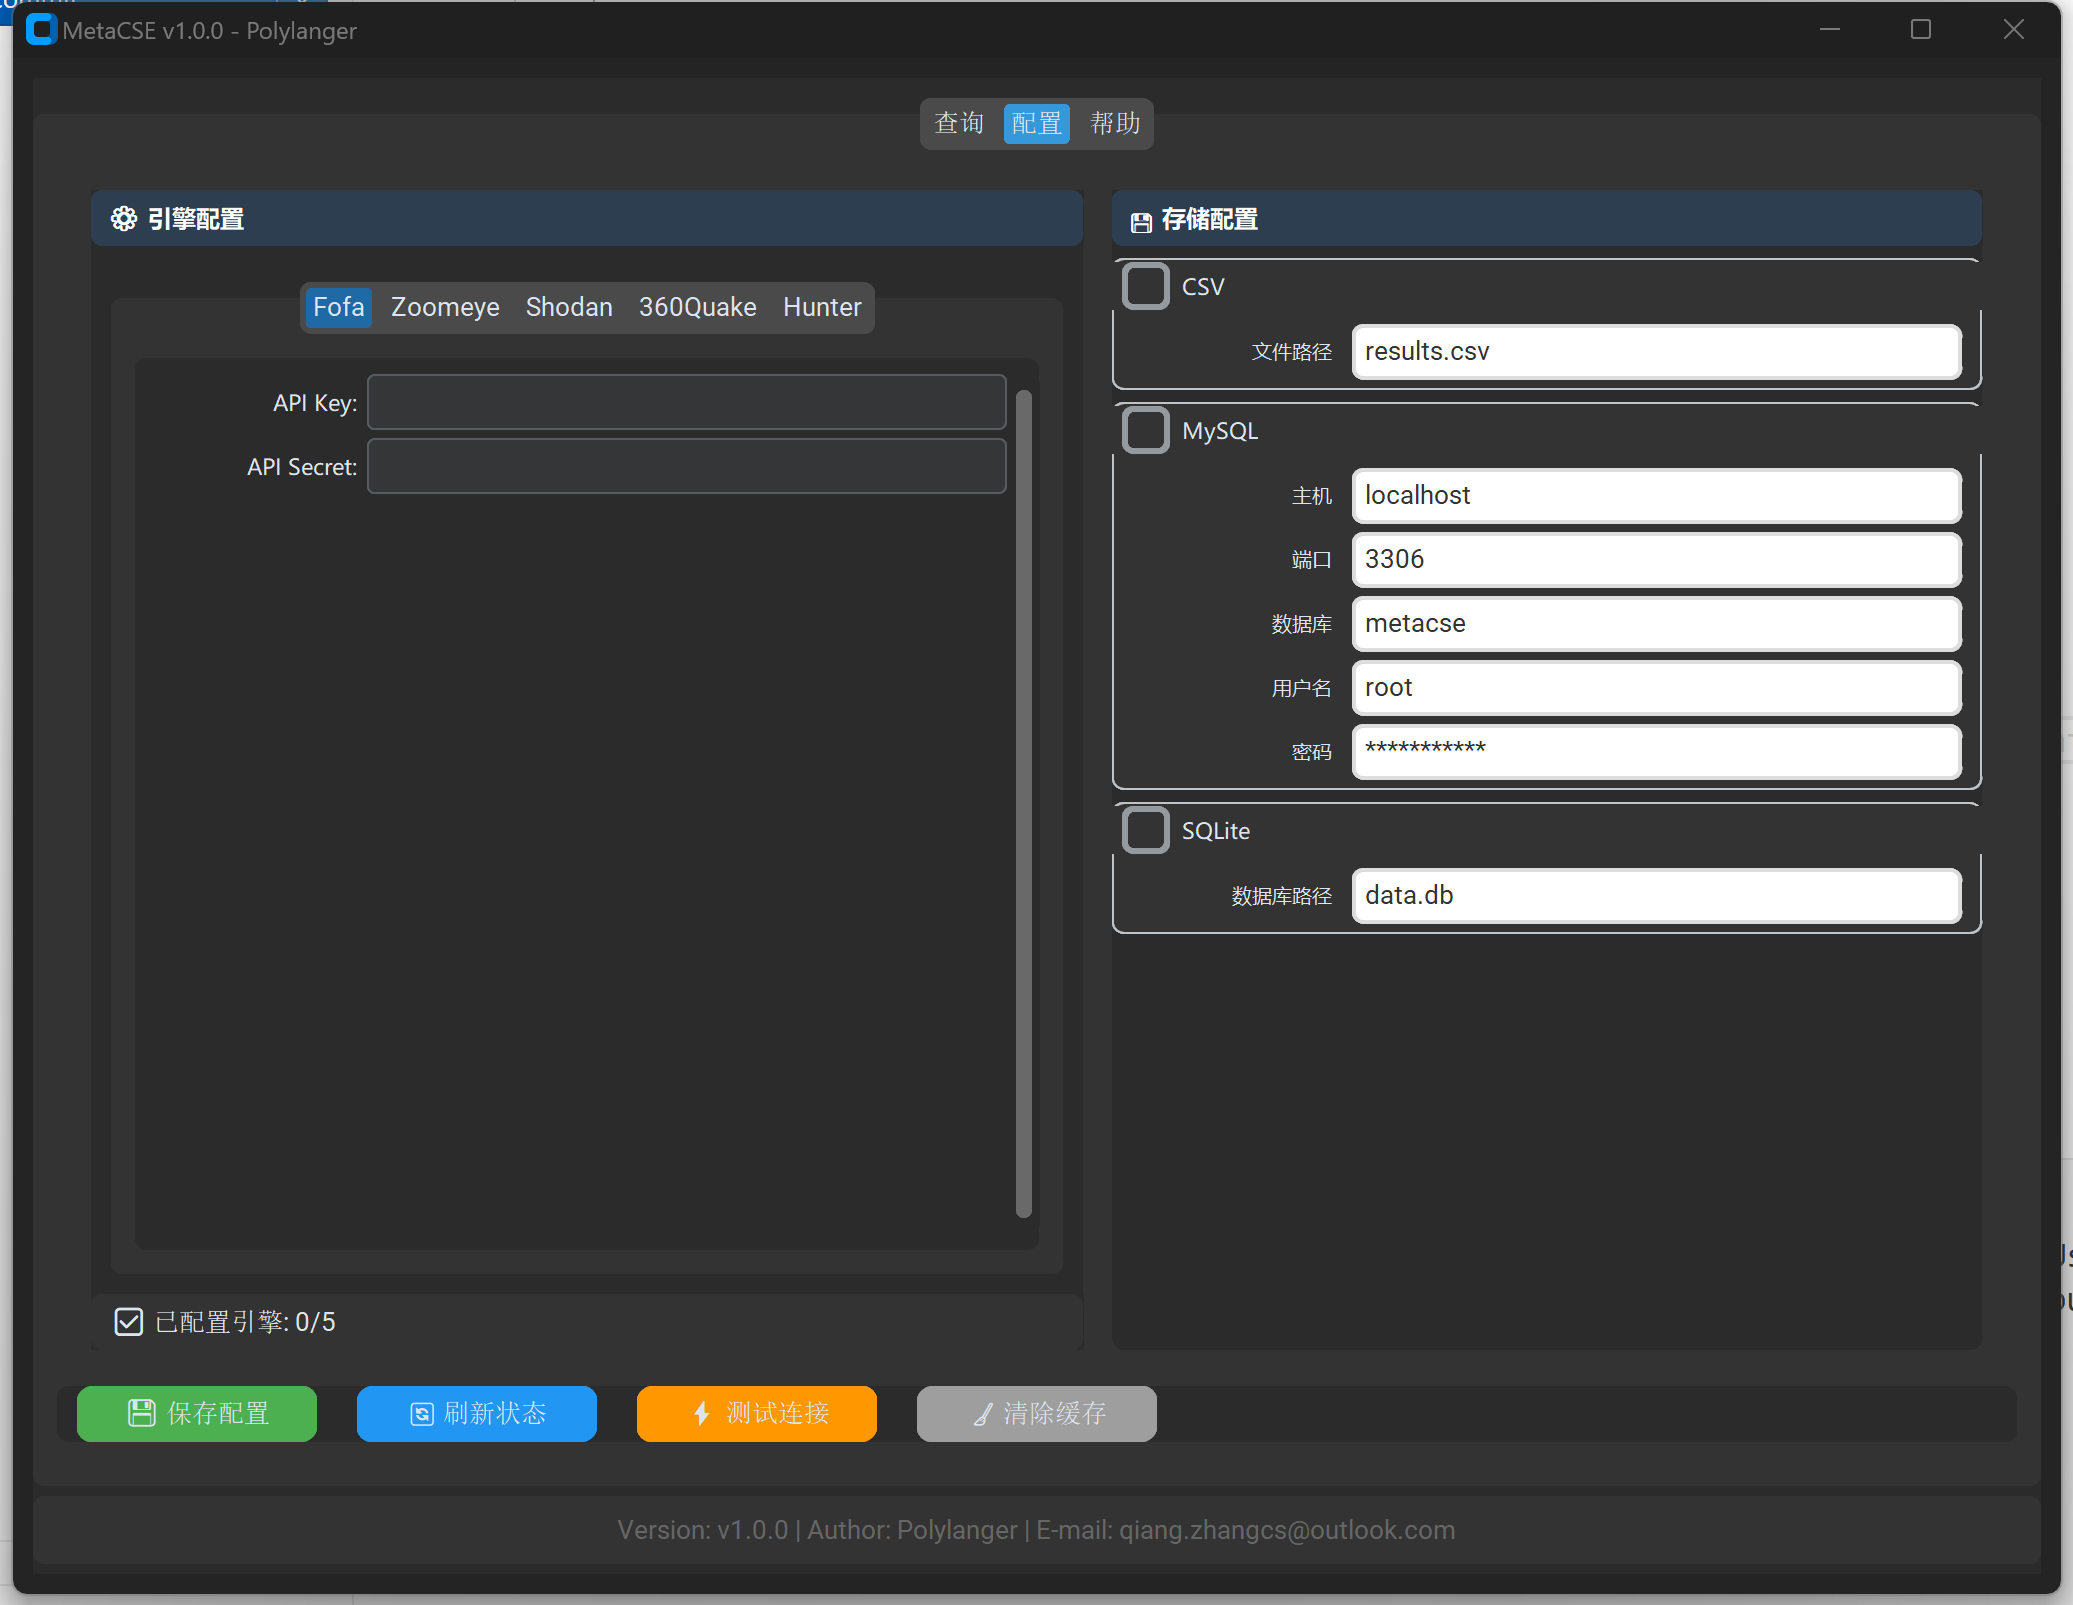 MetaCSE v1.0.0 - Polylanger
查询 配置 帮助
引擎配置
Fofa Zoomeye Shodan 360Quake Hunter
API Key:
API Secret:
已配置引擎: 0/5
存储配置
CSV
文件路径 results.csv
MySQL
主机 localhost
端口 3306
数据库 metacse
用户名 root
密码 ***********
SQLite
数据库路径 data.db
保存配置 刷新状态 测试连接 清除缓存
Version: v1.0.0 | Author: Polylanger | E-mail: qiang.zhangcs@outlook.com